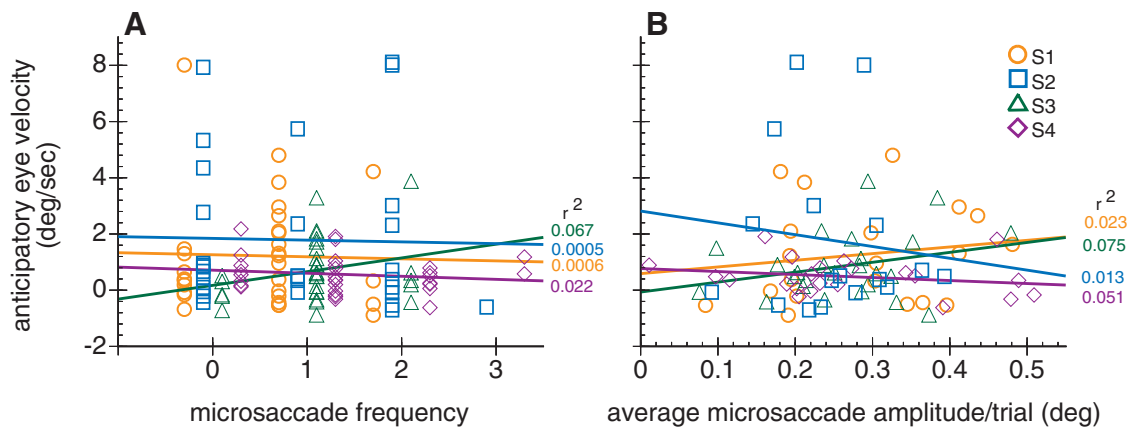 A
B
anticipatory eye velocity
(deg/sec)
8
6
4
2
0
-2
0
1
2
3
microsaccade frequency
r 2
0.067
0.0005
0.0006
0.022
S1
S2
S3
S4
0
0.1
0.2
0.3
0.4
0.5
average microsaccade amplitude/trial (deg)
0.023
0.075
0.013
0.051